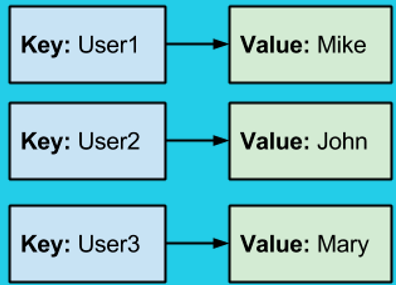 Key: User1
Value: Mike
Key: User2
Value: John
Key: User3
Value: Mary